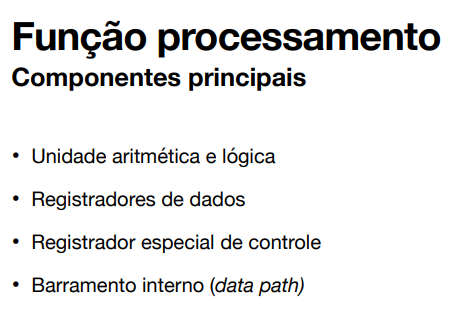 Função processamento
Componentes principais
• Unidade aritmética e lógica
• Registradores de dados
• Registrador especial de controle
• Barramento interno (data path)